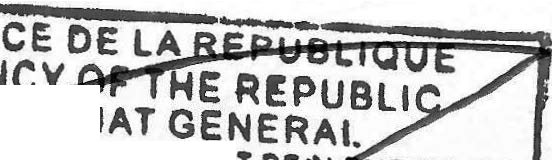 CE DE LA REPUBLIQUE
ICY OF THE REPUBLIC
IAT GENERAL